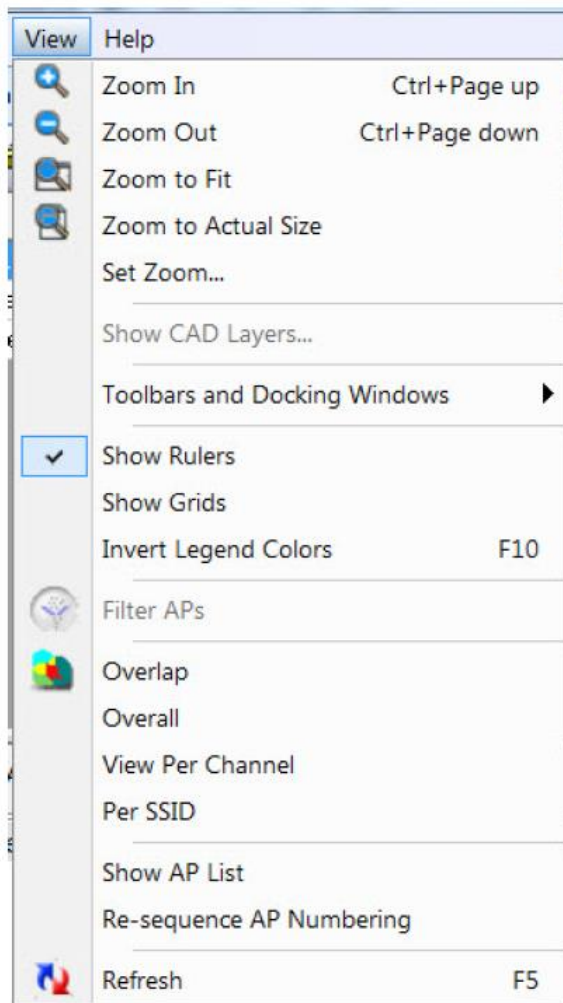 View Help
Zoom In Ctrl+Page up
Zoom Out Ctrl+Page down
Zoom to Fit
Zoom to Actual Size
Set Zoom...
Show CAD Layers...
Toolbars and Docking Windows
Show Rulers
Show Grids
Invert Legend Colors F10
Filter APs
Overlap
Overall
View Per Channel
Per SSID
Show AP List
Re-sequence AP Numbering
Refresh F5